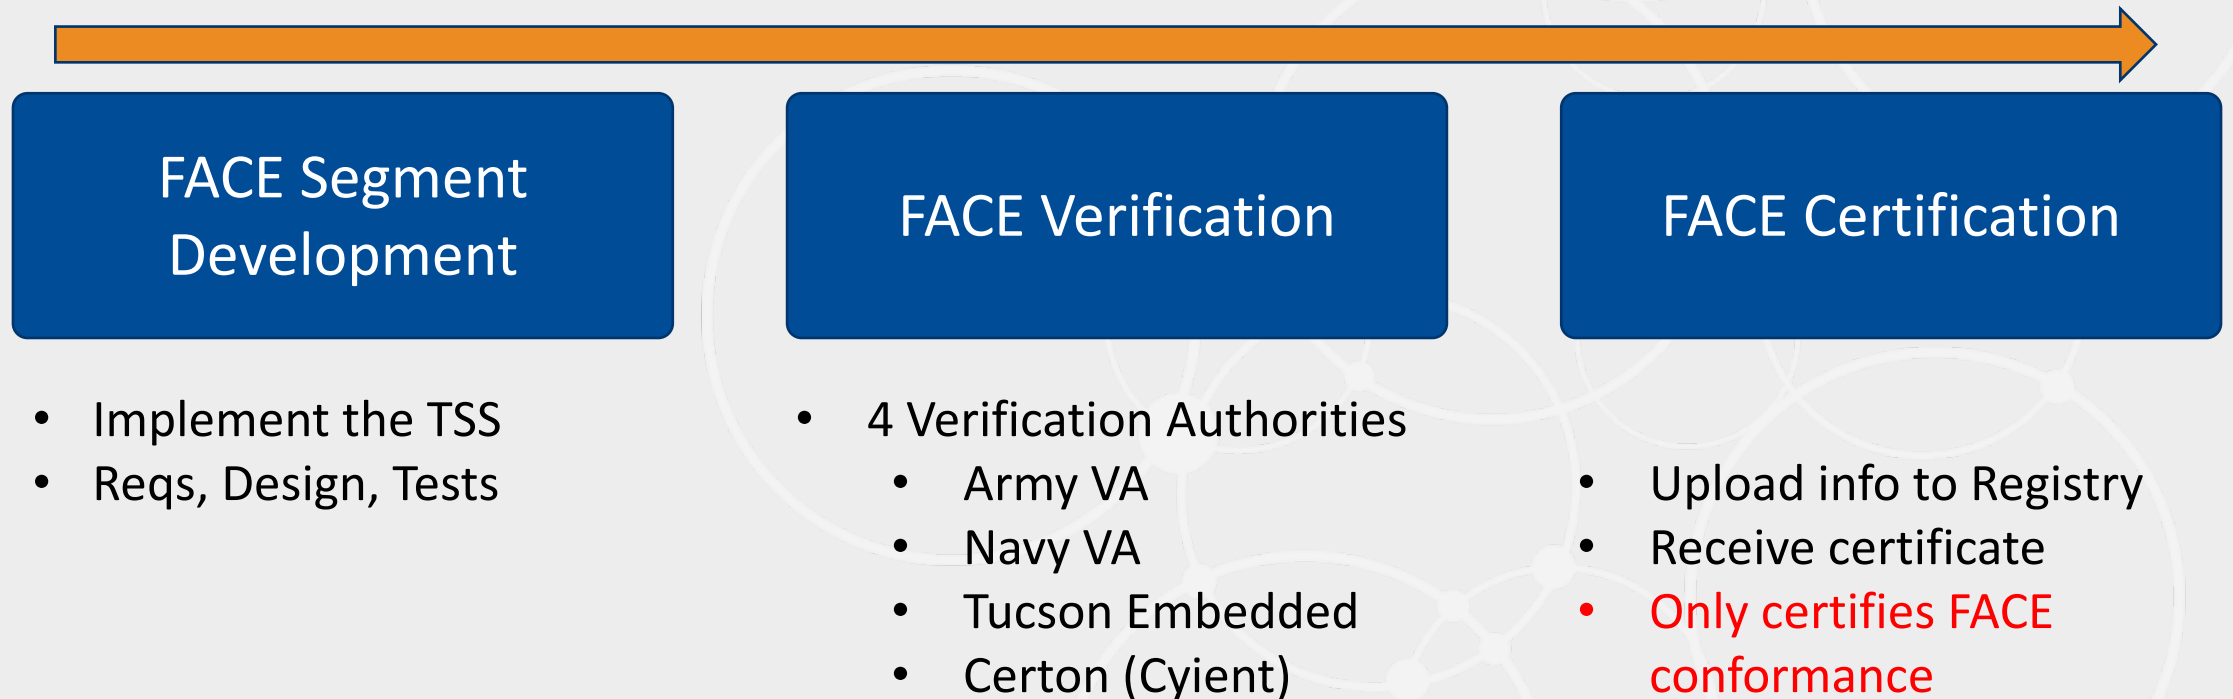 FACE Segment
Development
FACE Verification
FACE Certification
• Implement the TSS
• Reqs, Design, Tests
• 4 Verification Authorities
• Army VA
• Navy VA
• Tucson Embedded
• Certon (Cyient)
• Upload info to Registry
• Receive certificate
• Only certifies FACE
conformance